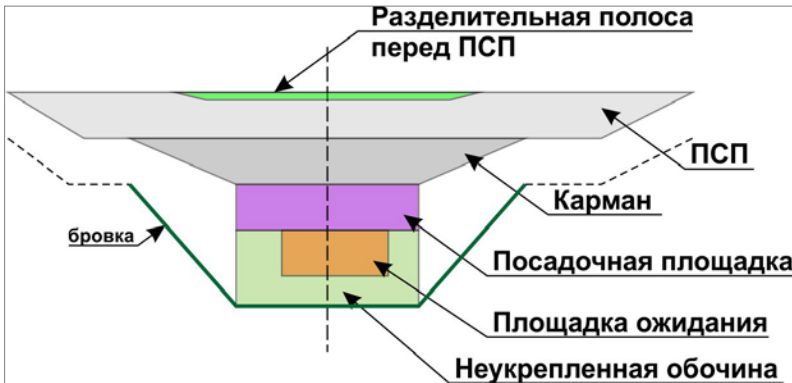 Разделительная полоса
перед ПСП
ПСП
Карман
бровка
Посадочная площадка
Площадка ожидания
Неукрепленная обочина